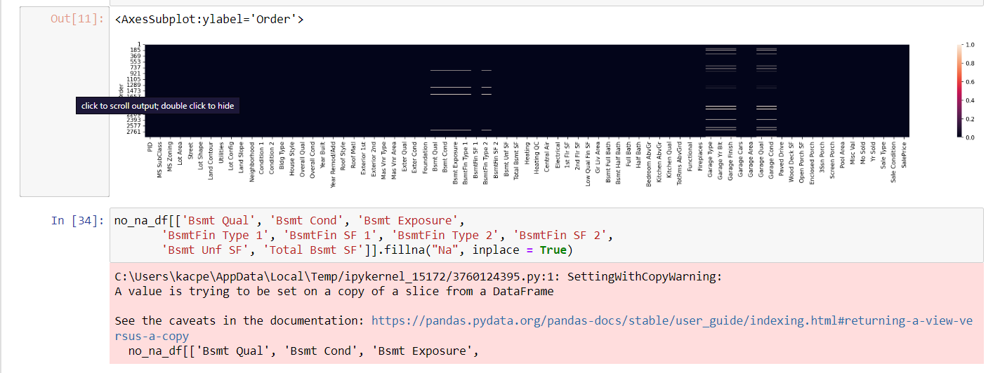 Out[11]: <AxesSubplot:ylabel='Order'>
1
185
369
553
737
921
1105
1289
1473
click to scroll output; double click to hide
2393
2577
2761
1.0
0.8
0.6
0.4
0.2
0.0
PID
MS SubClass
MS Zoning
Lot Area
Street
Lot Shape
Land Contour
Utilities
Lot Config
Land Slope
Neighborhood
Condition 1
Condition 2
Bldg Type
House Style
Overall Qual
Overall Cond
Year Built
Year Remod/Add
Roof Style
Roof Matl
Exterior 1st
Exterior 2nd
Mas Vnr Type
Mas Vnr Area
Exter Qual
Exter Cond
Foundation
Bsmt Qual
Bsmt Cond
Bsmt Exposure
BsmtFin Type 1
BsmtFin SF 1
BsmtFin Type 2
BsmtFin SF 2
Bsmt Unf SF
Total Bsmt SF
Heating
Heating QC
Central Air
Electrical
1st Flr SF
2nd Flr SF
Low Qual Fin SF
Gr Liv Area
Bsmt Full Bath
Bsmt Half Bath
Full Bath
Half Bath
Bedroom AbvGr
Kitchen AbvGr
Kitchen Qual
TotRms AbvGrd
Functional
Fireplaces
Garage Type
Garage Yr Blt
Garage Finish
Garage Cars
Garage Area
Garage Qual
Garage Cond
Paved Drive
Wood Deck SF
Open Porch SF
Enclosed Porch
3Ssn Porch
Screen Porch
Pool Area
Misc Val
Mo Sold
Yr Sold
Sale Type
Sale Condition
SalePrice
In [34]: no_na_df[['Bsmt Qual', 'Bsmt Cond', 'Bsmt Exposure',
'BsmtFin Type 1', 'BsmtFin SF 1', 'BsmtFin Type 2', 'BsmtFin SF 2',
'Bsmt Unf SF', 'Total Bsmt SF']].fillna("Na", inplace = True)
C:\Users\kacpe\AppData\Local\Temp/ipykernel_15172/3760124395.py:1: SettingWithCopyWarning:
A value is trying to be set on a copy of a slice from a DataFrame
See the caveats in the documentation: https://pandas.pydata.org/pandas-docs/stable/user_guide/indexing.html#returning-a-view-ve
rsus-a-copy
no_na_df[['Bsmt Qual', 'Bsmt Cond', 'Bsmt Exposure',